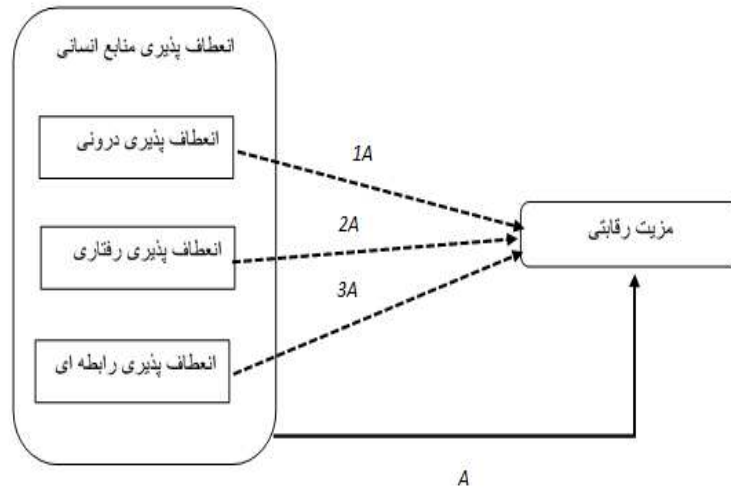 انعطاف پذیری منابع انسانی
انعطاف پذیری درونی
1A
مزیت رقابتی
2A
انعطاف پذیری رفتاری
3A
انعطاف پذیری رابطه ای
A